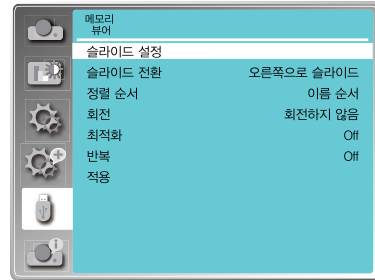 메모리
뷰어
슬라이드 설정
슬라이드 전환 오른쪽으로 슬라이드
정렬 순서 이름 순서
회전 회전하지 않음
최적화 Off
반복 Off
적용